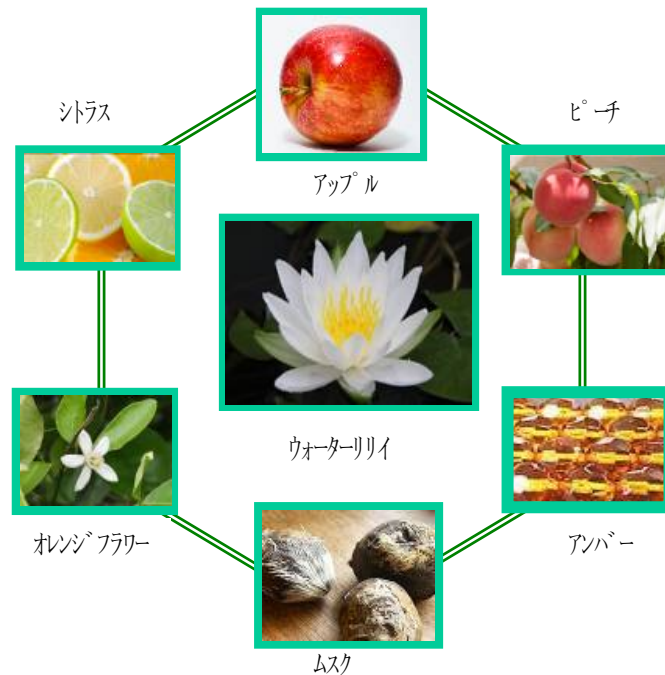 シトラス
ピーチ
アップル
ウォーターリリイ
オレンジフラワー
アンバー
ムスク